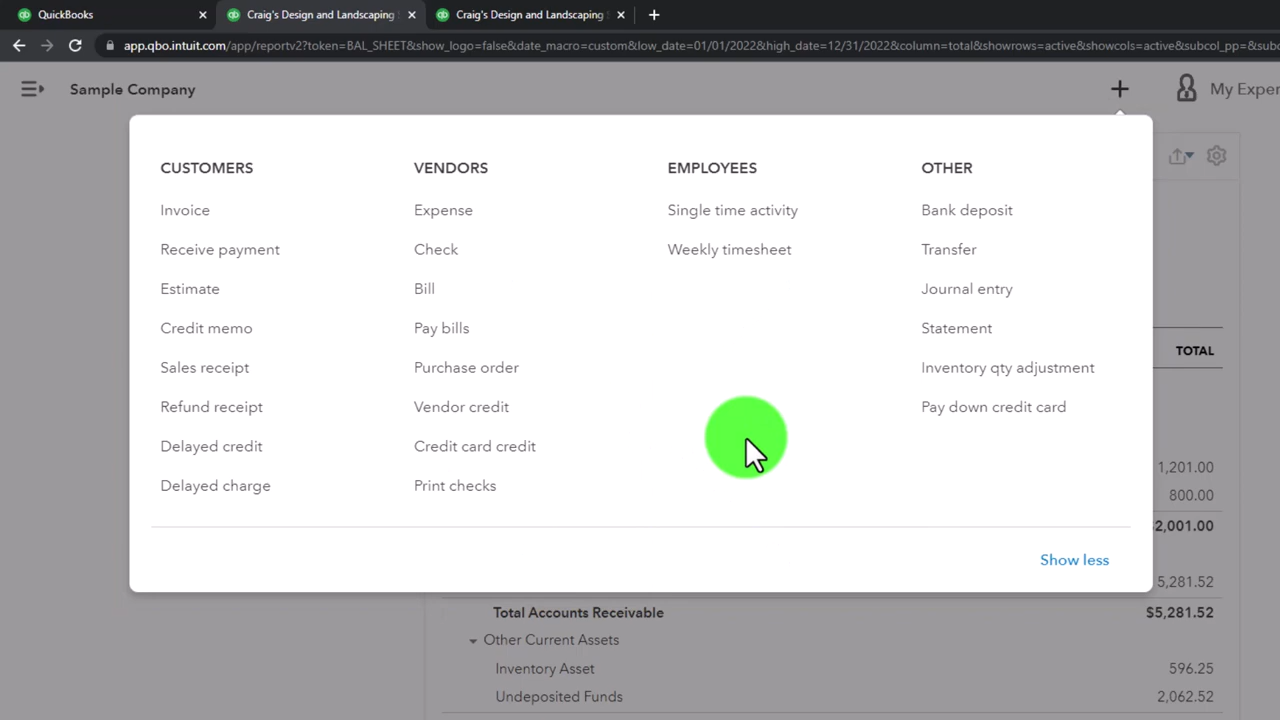 QuickBooks
Craig's Design and Landscaping
Craig's Design and Landscaping
app.qbo.intuit.com/app/reportv2?token=BAL_SHEET&show_logo=false&date_macro=custom&low_date=01/01/2022&high_date=12/31/2022&column=total&showrows=active&showcols=active&subcol_pp=&subc
Sample Company
My Exper
CUSTOMERS
Invoice
Receive payment
Estimate
Credit memo
Sales receipt
Refund receipt
Delayed credit
Delayed charge
VENDORS
Expense
Check
Bill
Pay bills
Purchase order
Vendor credit
Credit card credit
Print checks
EMPLOYEES
Single time activity
Weekly timesheet
OTHER
Bank deposit
Transfer
Journal entry
Statement
Inventory qty adjustment
Pay down credit card
Show less
TOTAL
1,201.00
800.00
2,001.00
5,281.52
Total Accounts Receivable $5,281.52
Other Current Assets
Inventory Asset 596.25
Undeposited Funds 2,062.52